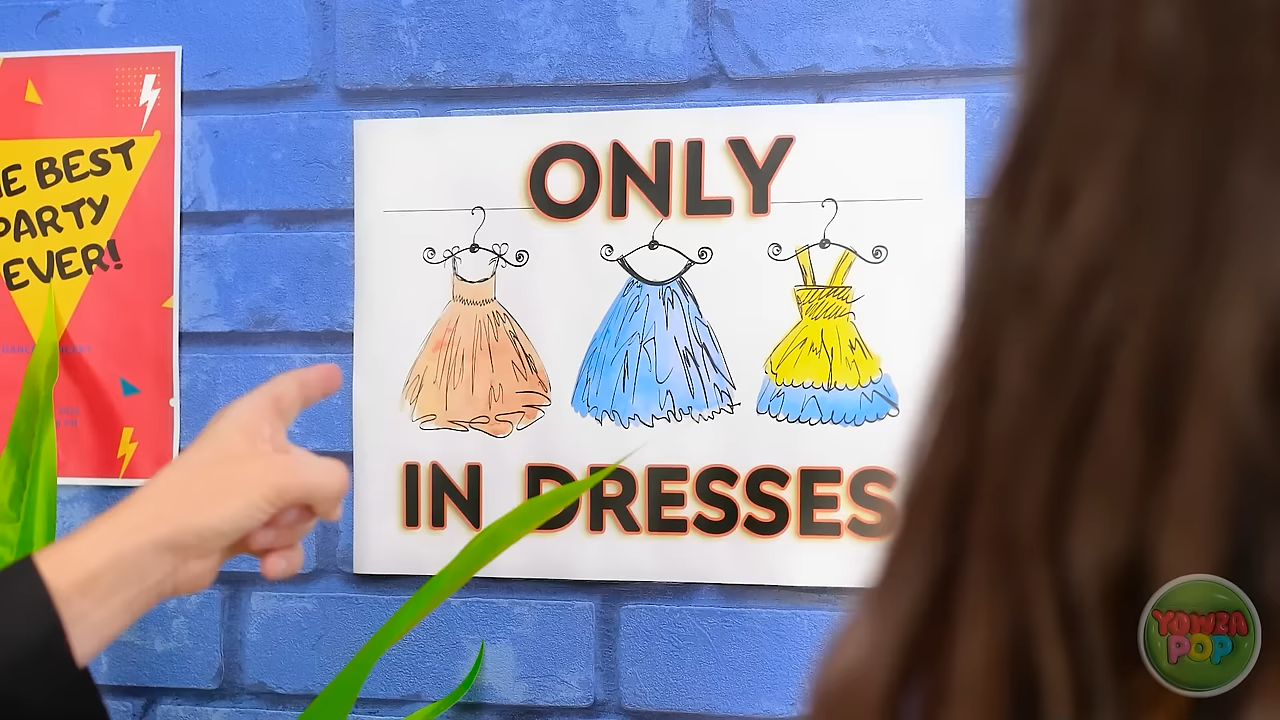 E BEST
PARTY
EVER!
ONLY
IN DRESSES
YOWZA
POP